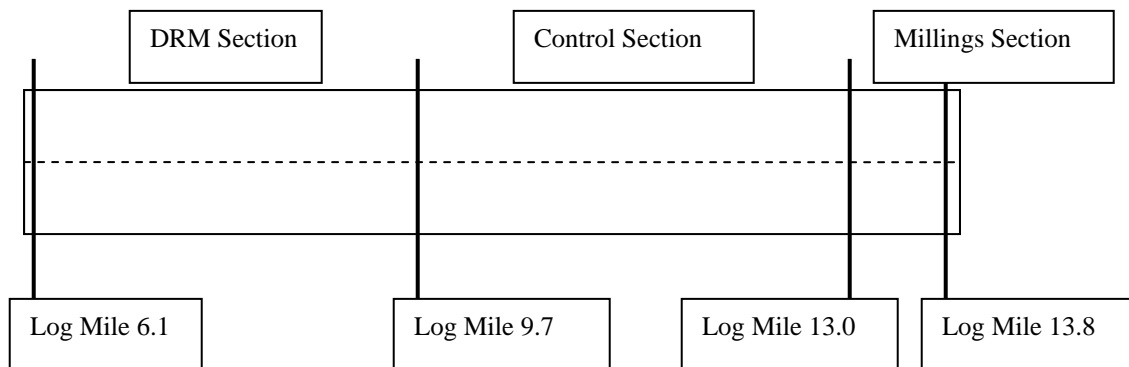 DRM Section
Control Section
Millings Section
Log Mile 6.1
Log Mile 9.7
Log Mile 13.0
Log Mile 13.8